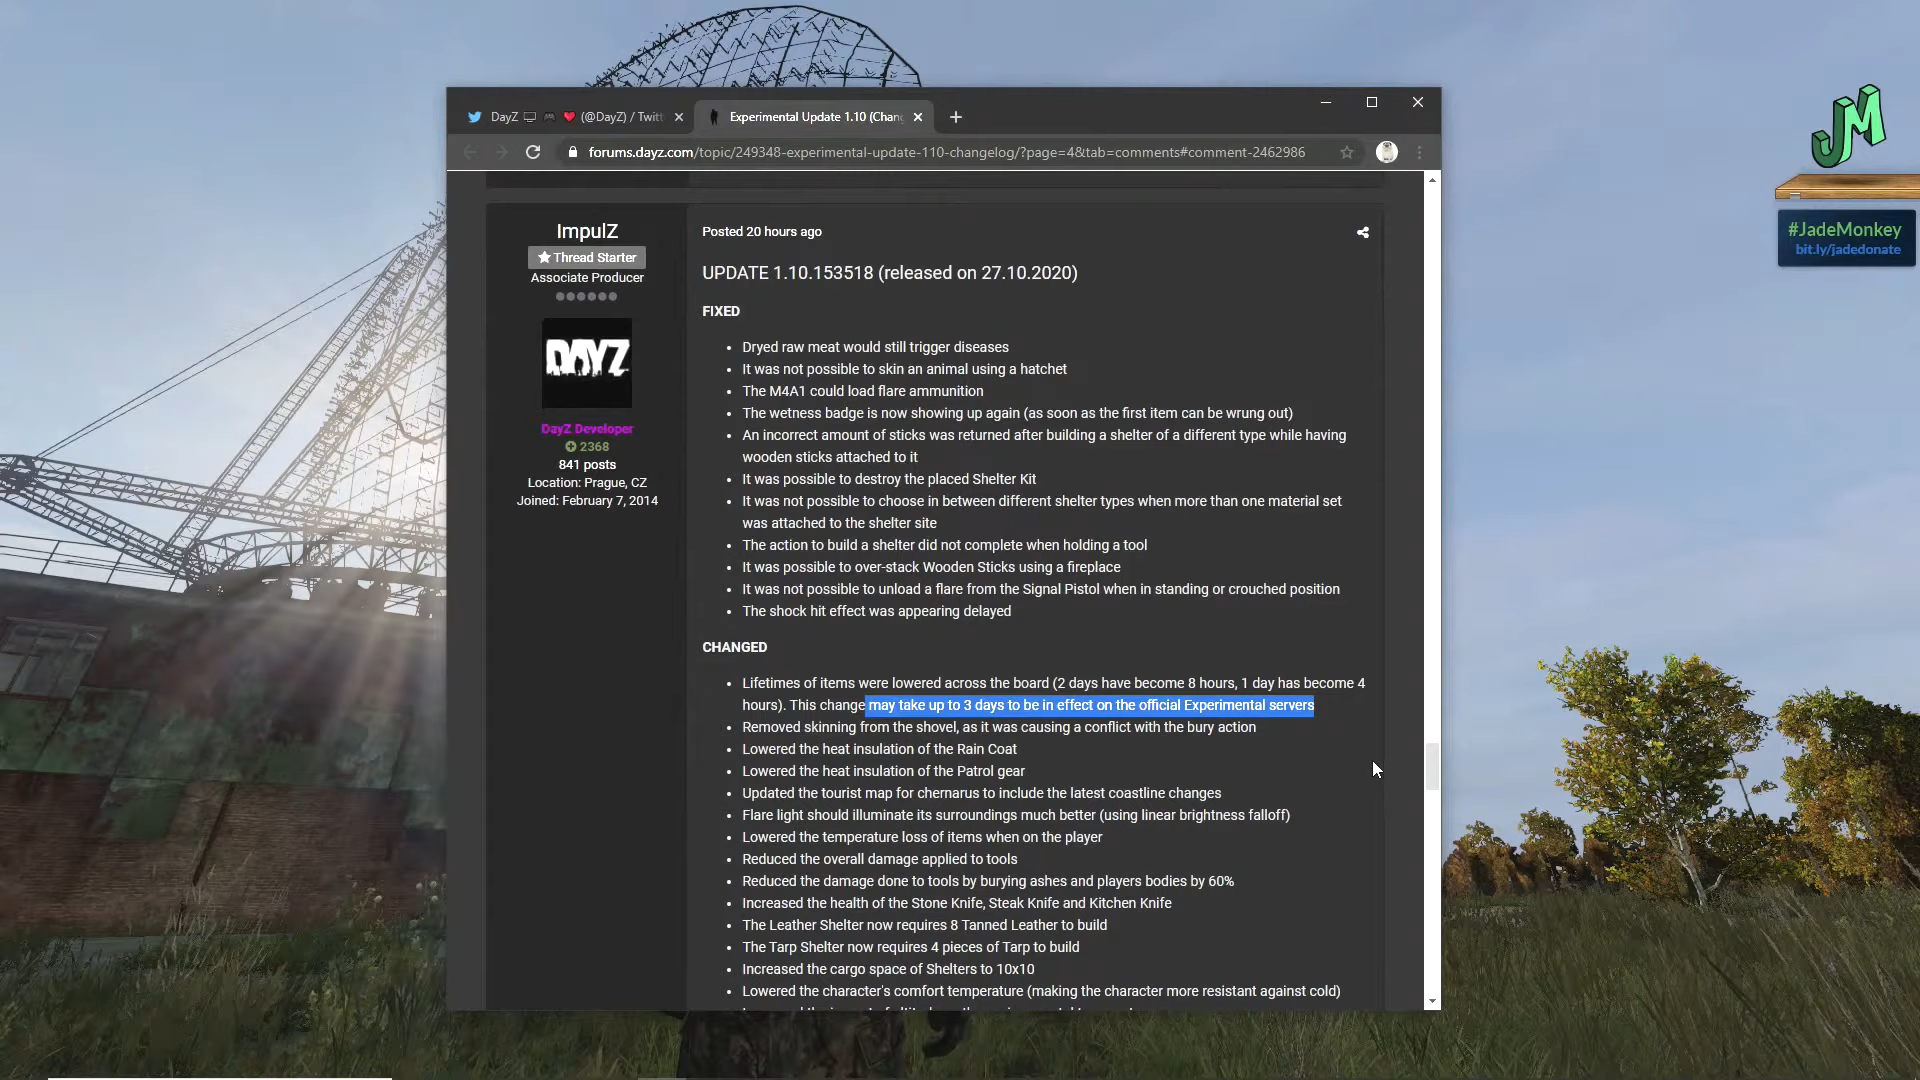 DayZ (@DayZ) / Twitt
Experimental Update 1.10 (Chan
forums.dayz.com/topic/249348-experimental-update-110-changelog/?page=4&tab=comments#comment-2462986
JM
#JadeMonkey
bit.ly/jadedonate
ImpulZ
Thread Starter
Associate Producer
DAYZ
DayZ Developer
2368
841 posts
Location: Prague, CZ
Joined: February 7, 2014
Posted 20 hours ago
UPDATE 1.10.153518 (released on 27.10.2020)
FIXED
• Dryed raw meat would still trigger diseases
• It was not possible to skin an animal using a hatchet
• The M4A1 could load flare ammunition
• The wetness badge is now showing up again (as soon as the first item can be wrung out)
• An incorrect amount of sticks was returned after building a shelter of a different type while having
wooden sticks attached to it
• It was possible to destroy the placed Shelter Kit
• It was not possible to choose in between different shelter types when more than one material set
was attached to the shelter site
• The action to build a shelter did not complete when holding a tool
• It was possible to over-stack Wooden Sticks using a fireplace
• It was not possible to unload a flare from the Signal Pistol when in standing or crouched position
• The shock hit effect was appearing delayed
CHANGED
• Lifetimes of items were lowered across the board (2 days have become 8 hours, 1 day has become 4
hours). This change may take up to 3 days to be in effect on the official Experimental servers
• Removed skinning from the shovel, as it was causing a conflict with the bury action
• Lowered the heat insulation of the Rain Coat
• Lowered the heat insulation of the Patrol gear
• Updated the tourist map for chernarus to include the latest coastline changes
• Flare light should illuminate its surroundings much better (using linear brightness falloff)
• Lowered the temperature loss of items when on the player
• Reduced the overall damage applied to tools
• Reduced the damage done to tools by burying ashes and players bodies by 60%
• Increased the health of the Stone Knife, Steak Knife and Kitchen Knife
• The Leather Shelter now requires 8 Tanned Leather to build
• The Tarp Shelter now requires 4 pieces of Tarp to build
• Increased the cargo space of Shelters to 10x10
• Lowered the character's comfort temperature (making the character more resistant against cold)